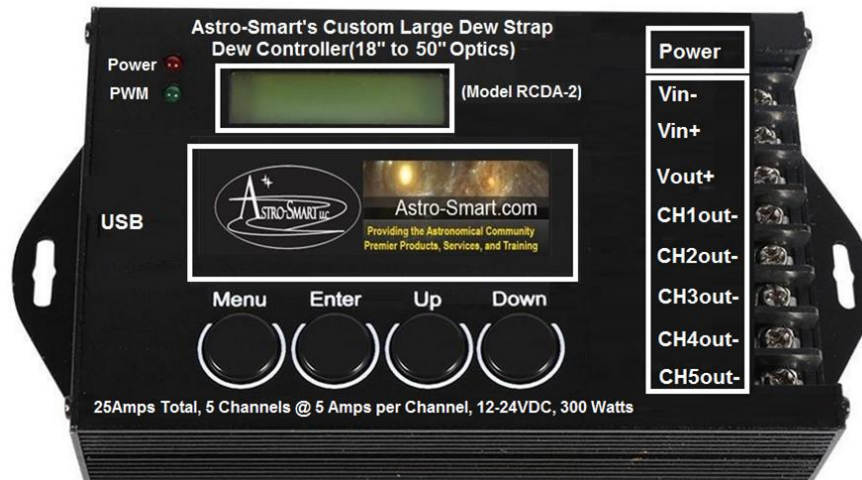 Astro-Smart's Custom Large Dew Strap
Dew Controller(18" to 50" Optics)
Power
PWM
(Model RCDA-2)
USB
ASTRO-SMART LLC
Astro-Smart.com
Providing the Astronomical Community
Premier Products, Services, and Training
Menu Enter Up Down
25Amps Total, 5 Channels @ 5 Amps per Channel, 12-24VDC, 300 Watts
Power
Vin-
Vin+
Vout+
CH1out-
CH2out-
CH3out-
CH4out-
CH5out-